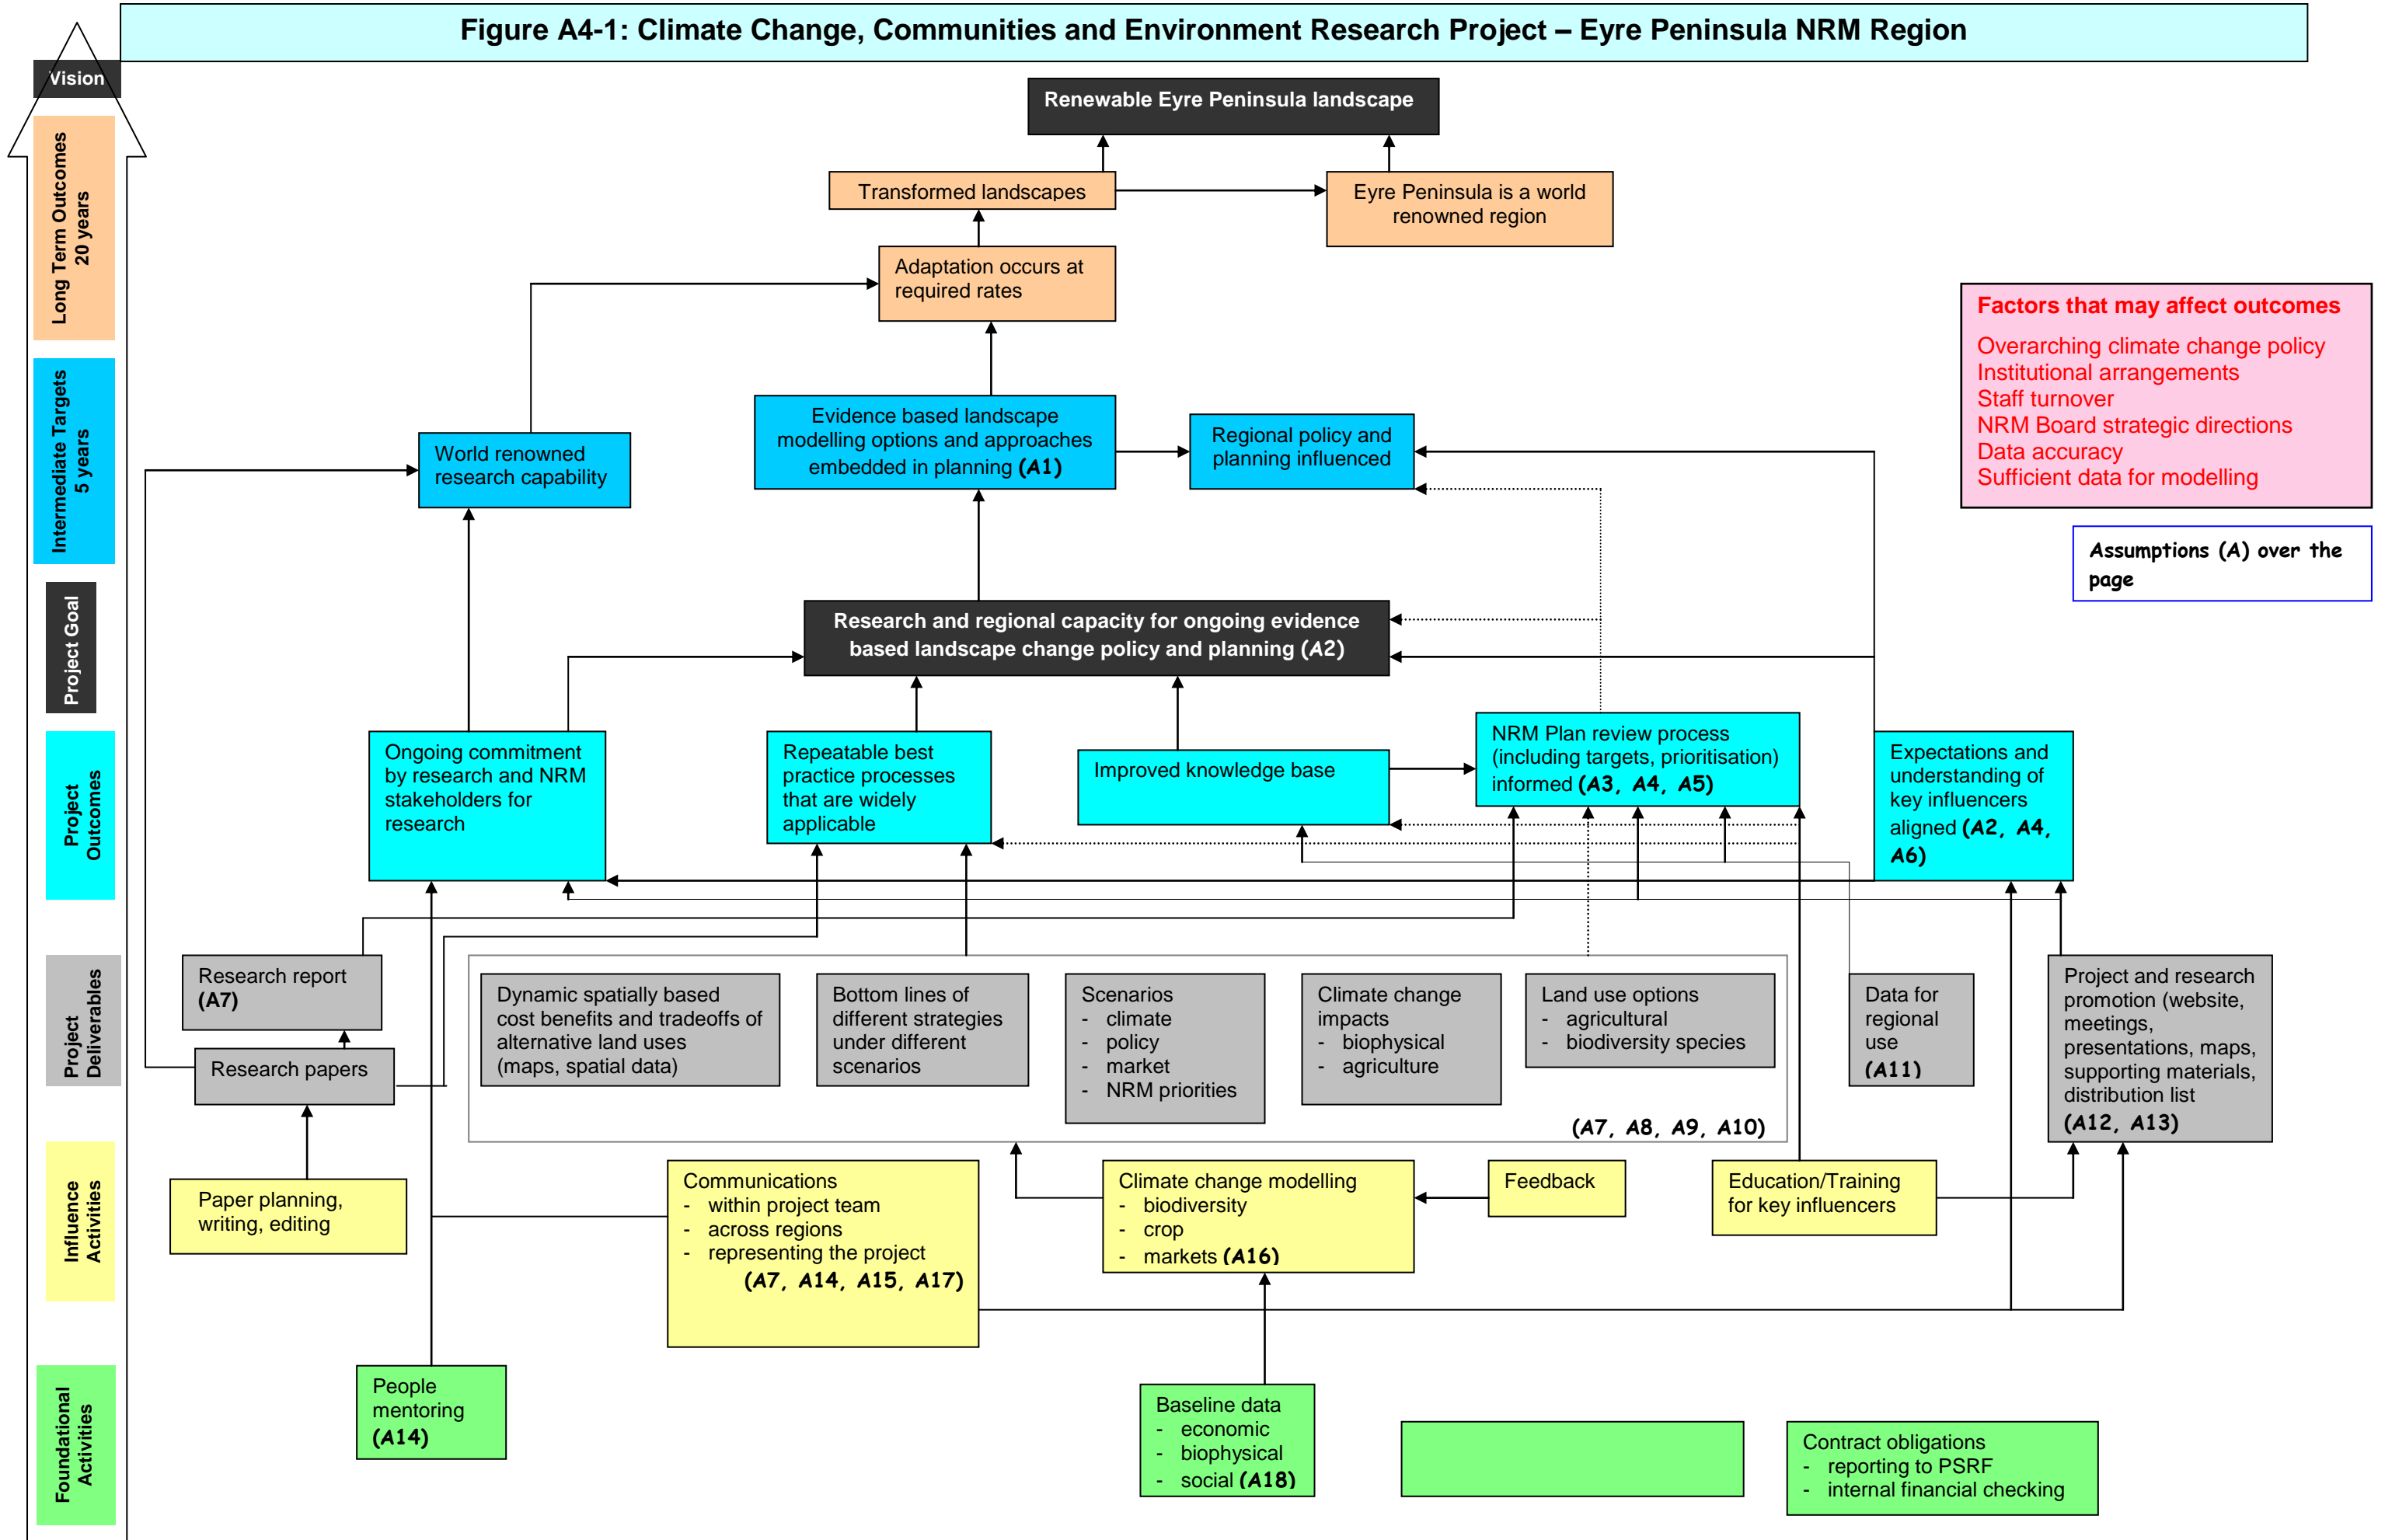 Figure A4-1: Climate Change, Communities and Environment Research Project – Eyre Peninsula NRM Region
Vision
Renewable Eyre Peninsula landscape
Long Term Outcomes
20 years
Transformed landscapes
Eyre Peninsula is a world
renowned region
Adaptation occurs at
required rates
Factors that may affect outcomes
Overarching climate change policy
Institutional arrangements
Staff turnover
NRM Board strategic directions
Data accuracy
Sufficient data for modelling
Intermediate Targets
5 years
World renowned
research capability
Evidence based landscape
modelling options and approaches
embedded in planning (A1)
Regional policy and
planning influenced
Assumptions (A) over the
page
Project Goal
Research and regional capacity for ongoing evidence
based landscape change policy and planning (A2)
Project
Outcomes
Ongoing commitment
by research and NRM
stakeholders for
research
Repeatable best
practice processes
that are widely
applicable
Improved knowledge base
NRM Plan review process
(including targets, prioritisation)
informed (A3, A4, A5)
Expectations and
understanding of
key influencers
aligned (A2, A4,
A6)
Project
Deliverables
Research report
(A7)
Research papers
Dynamic spatially based
cost benefits and tradeoffs of
alternative land uses
(maps, spatial data)
Bottom lines of
different strategies
under different
scenarios
Scenarios
- climate
- policy
- market
- NRM priorities
Climate change
impacts
- biophysical
- agriculture
Land use options
- agricultural
- biodiversity species
(A7, A8, A9, A10)
Data for
regional
use
(A11)
Project and research
promotion (website,
meetings,
presentations, maps,
supporting materials,
distribution list
(A12, A13)
Influence
Activities
Paper planning,
writing, editing
Communications
- within project team
- across regions
- representing the project
(A7, A14, A15, A17)
Climate change modelling
- biodiversity
- crop
- markets (A16)
Feedback
Education/Training
for key influencers
Foundational
Activities
People
mentoring
(A14)
Baseline data
- economic
- biophysical
- social (A18)
Contract obligations
- reporting to PSRF
- internal financial checking